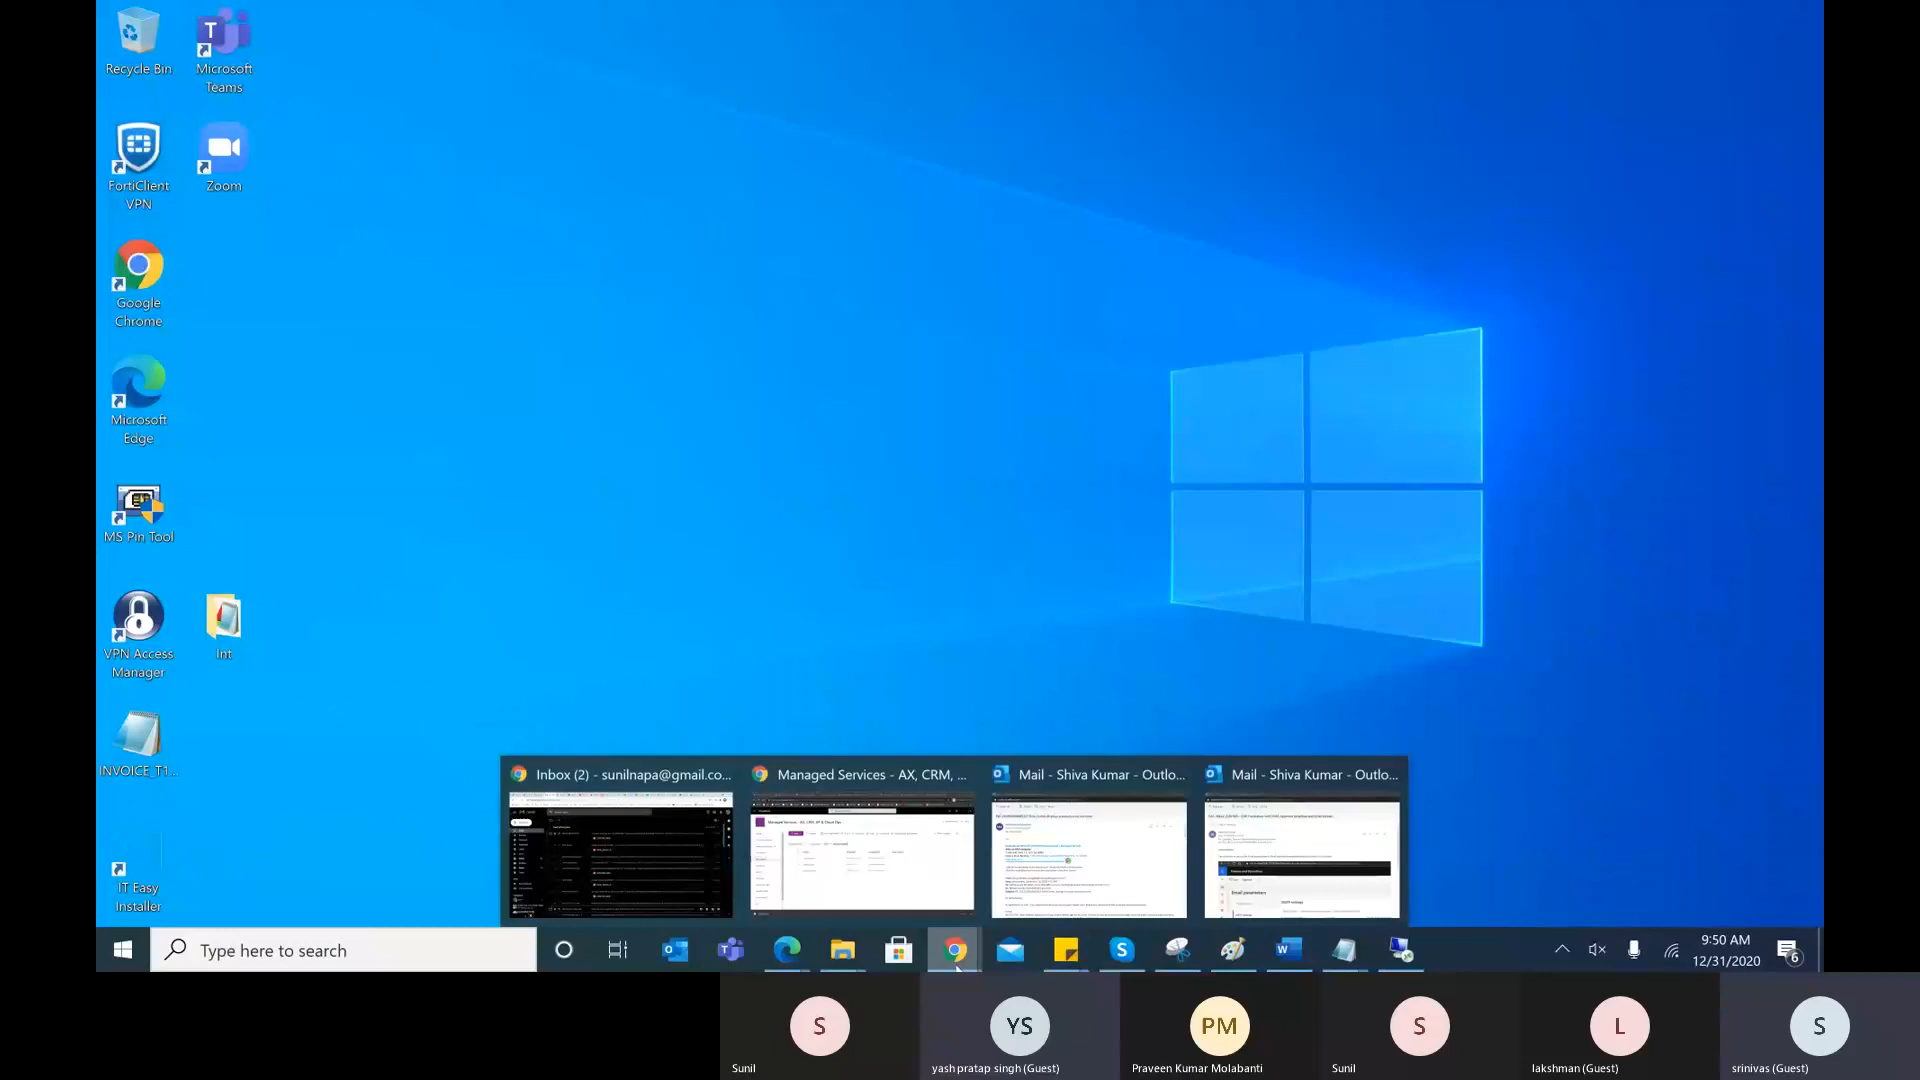 Recycle Bin
Microsoft
Teams
FortiClient
VPN
Zoom
Google
Chrome
Microsoft
Edge
MS Pin Tool
VPN Access
Manager
Int
INVOICE_T1...
IT Easy
Installer
Inbox (2) - sunilnapa@gmail.co...
Managed Services - AX, CRM, ...
Mail - Shiva Kumar - Outlo...
Mail - Shiva Kumar - Outlo...
Type here to search
9:50 AM
12/31/2020
6
S
Sunil
YS
yash pratap singh (Guest)
PM
Praveen Kumar Molabanti
S
Sunil
L
lakshman (Guest)
S
srinivas (Guest)